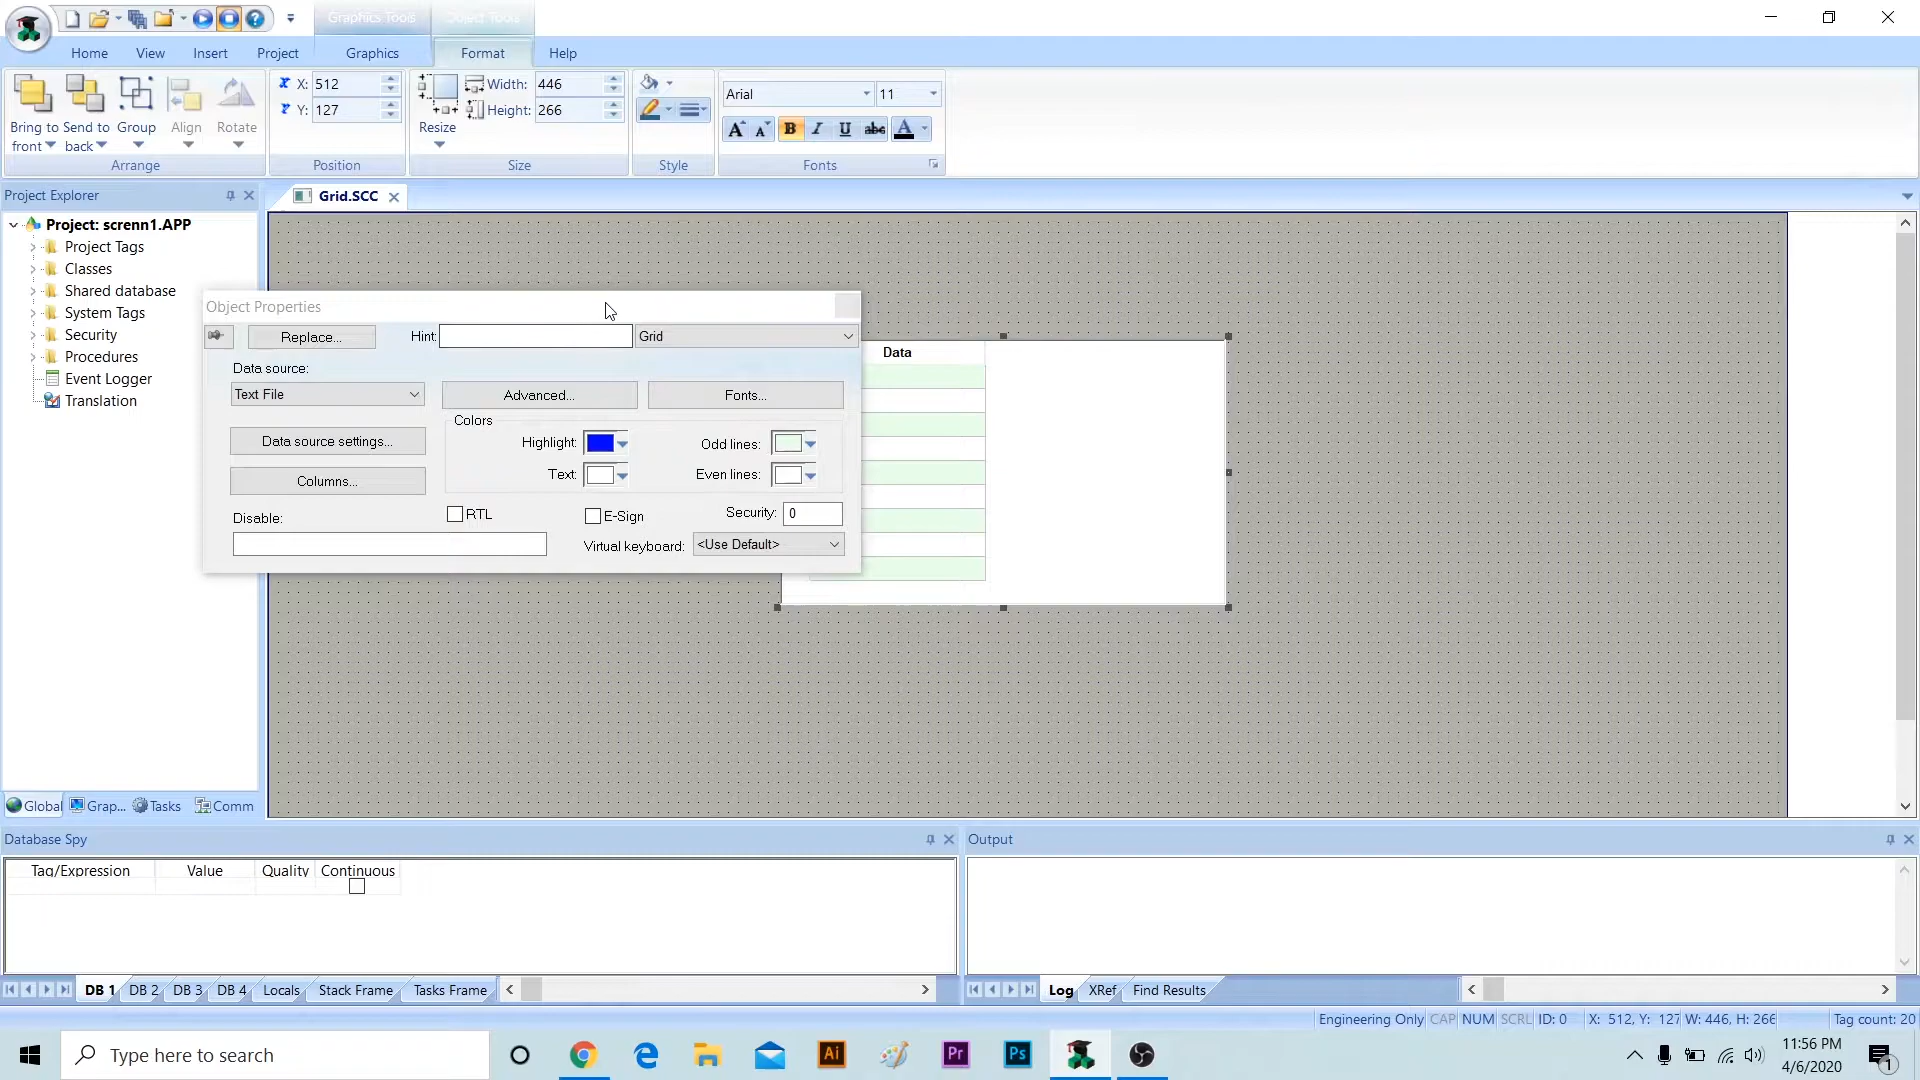 Graphics Tools
Object Tools
Home
View
Insert
Project
Graphics
Format
Help
Bring to front
Send to back
Group
Align
Rotate
Arrange
X: 512
Y: 127
Position
Resize
Width: 446
Height: 266
Size
Style
Arial
11
A A B I U abc A
Fonts
Project Explorer
Project: screnn1.APP
Project Tags
Classes
Shared database
System Tags
Security
Procedures
Event Logger
Translation
Global
Grap...
Tasks
Comm
Grid.SCC
Object Properties
Replace...
Hint:
Grid
Data source:
Text File
Advanced...
Fonts...
Data source settings...
Columns...
Colors
Highlight:
Odd lines:
Text:
Even lines:
Disable:
RTL
E-Sign
Security: 0
Virtual keyboard: <Use Default>
Data
Database Spy
Tag/Expression
Value
Quality
Continuous
DB 1
DB 2
DB 3
DB 4
Locals
Stack Frame
Tasks Frame
Output
Log
XRef
Find Results
Engineering Only
CAP
NUM
SCRL
ID: 0
X: 512, Y: 127
W: 446, H: 266
Tag count: 20
Type here to search
Ai
Pr
Ps
11:56 PM
4/6/2020
1